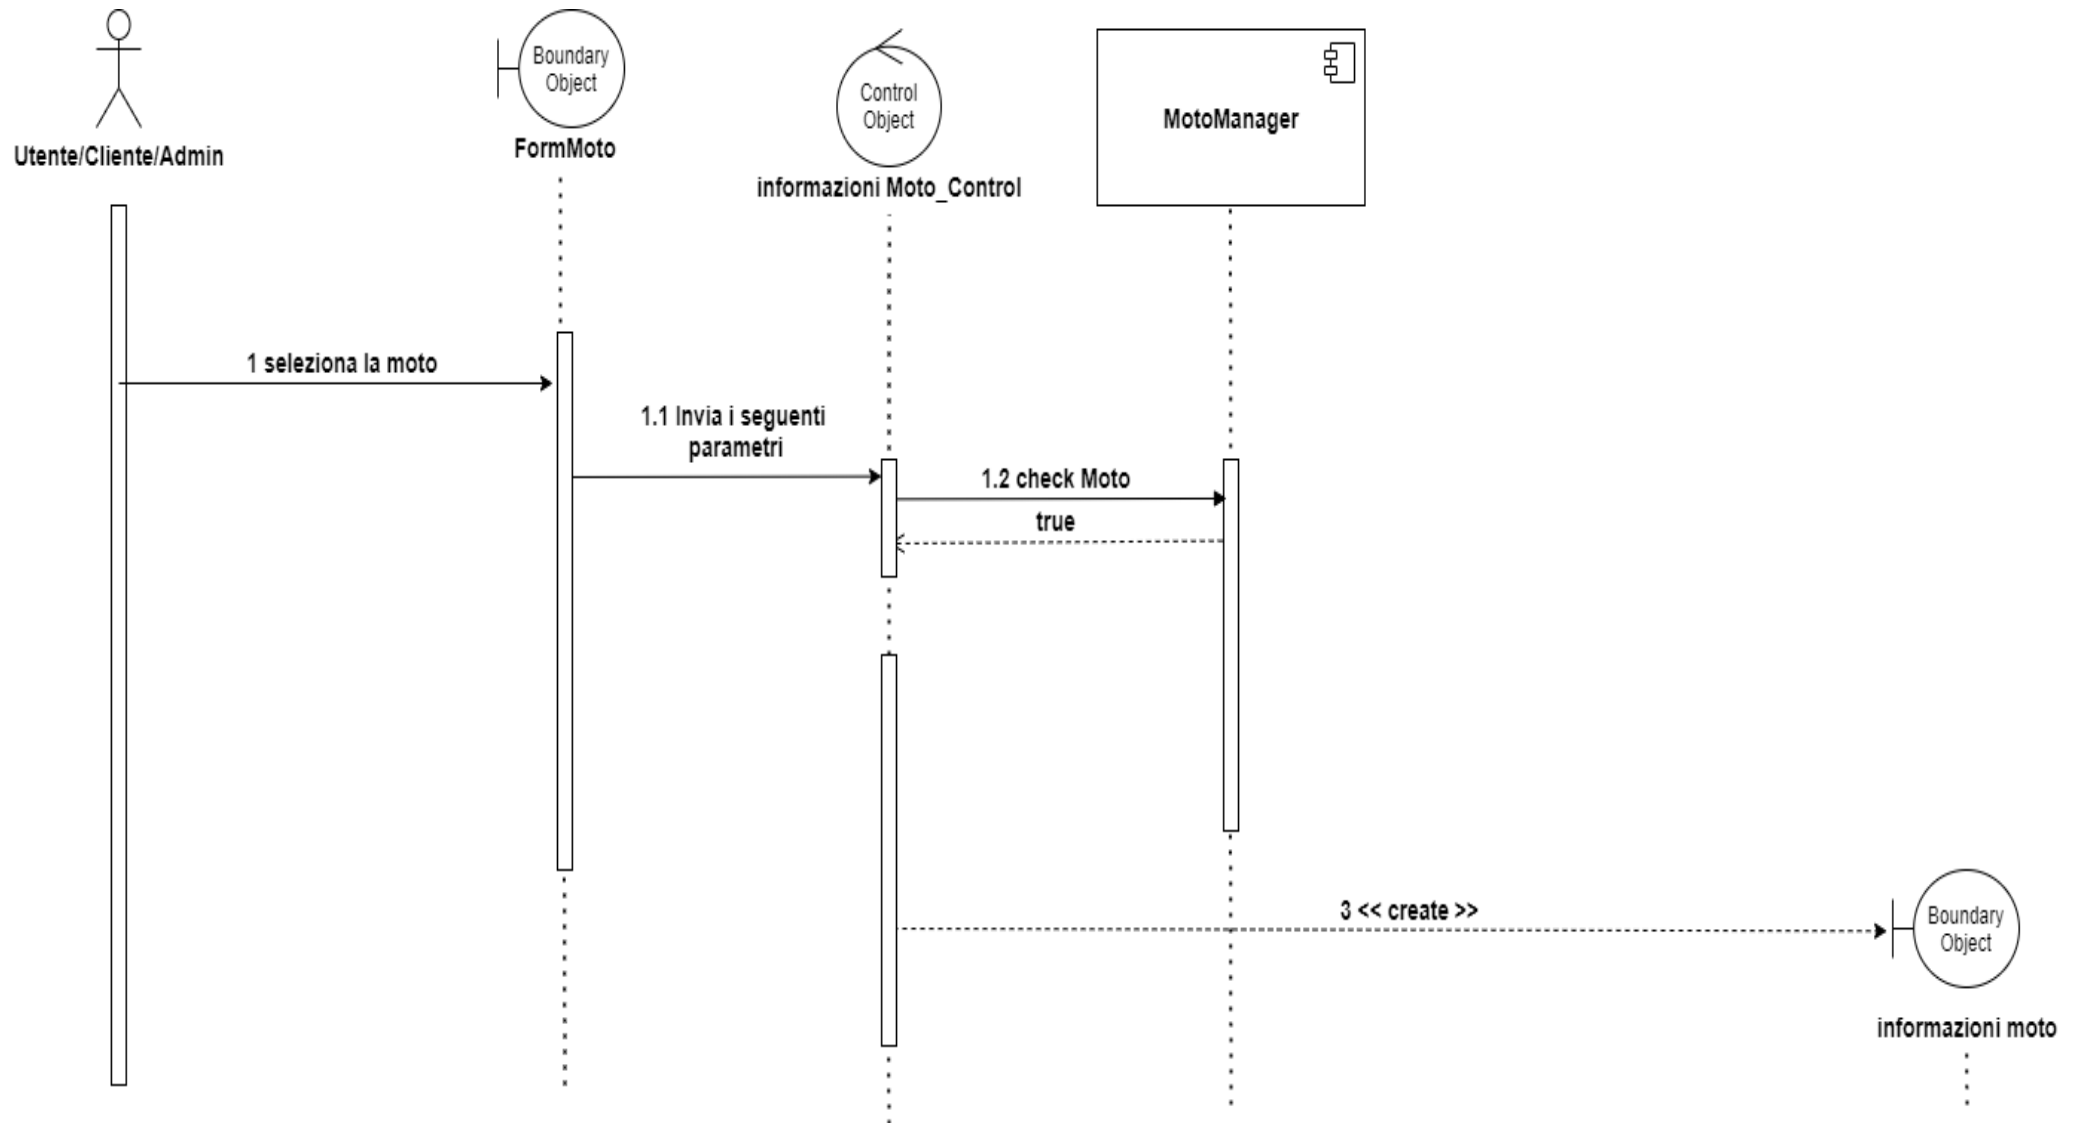 Boundary
Object
Control
Object
MotoManager
Utente/Cliente/Admin
FormMoto
informazioni Moto_Control
1 seleziona la moto
1.1 Invia i seguenti
parametri
1.2 check Moto
true
3 << create >>
Boundary
Object
informazioni moto